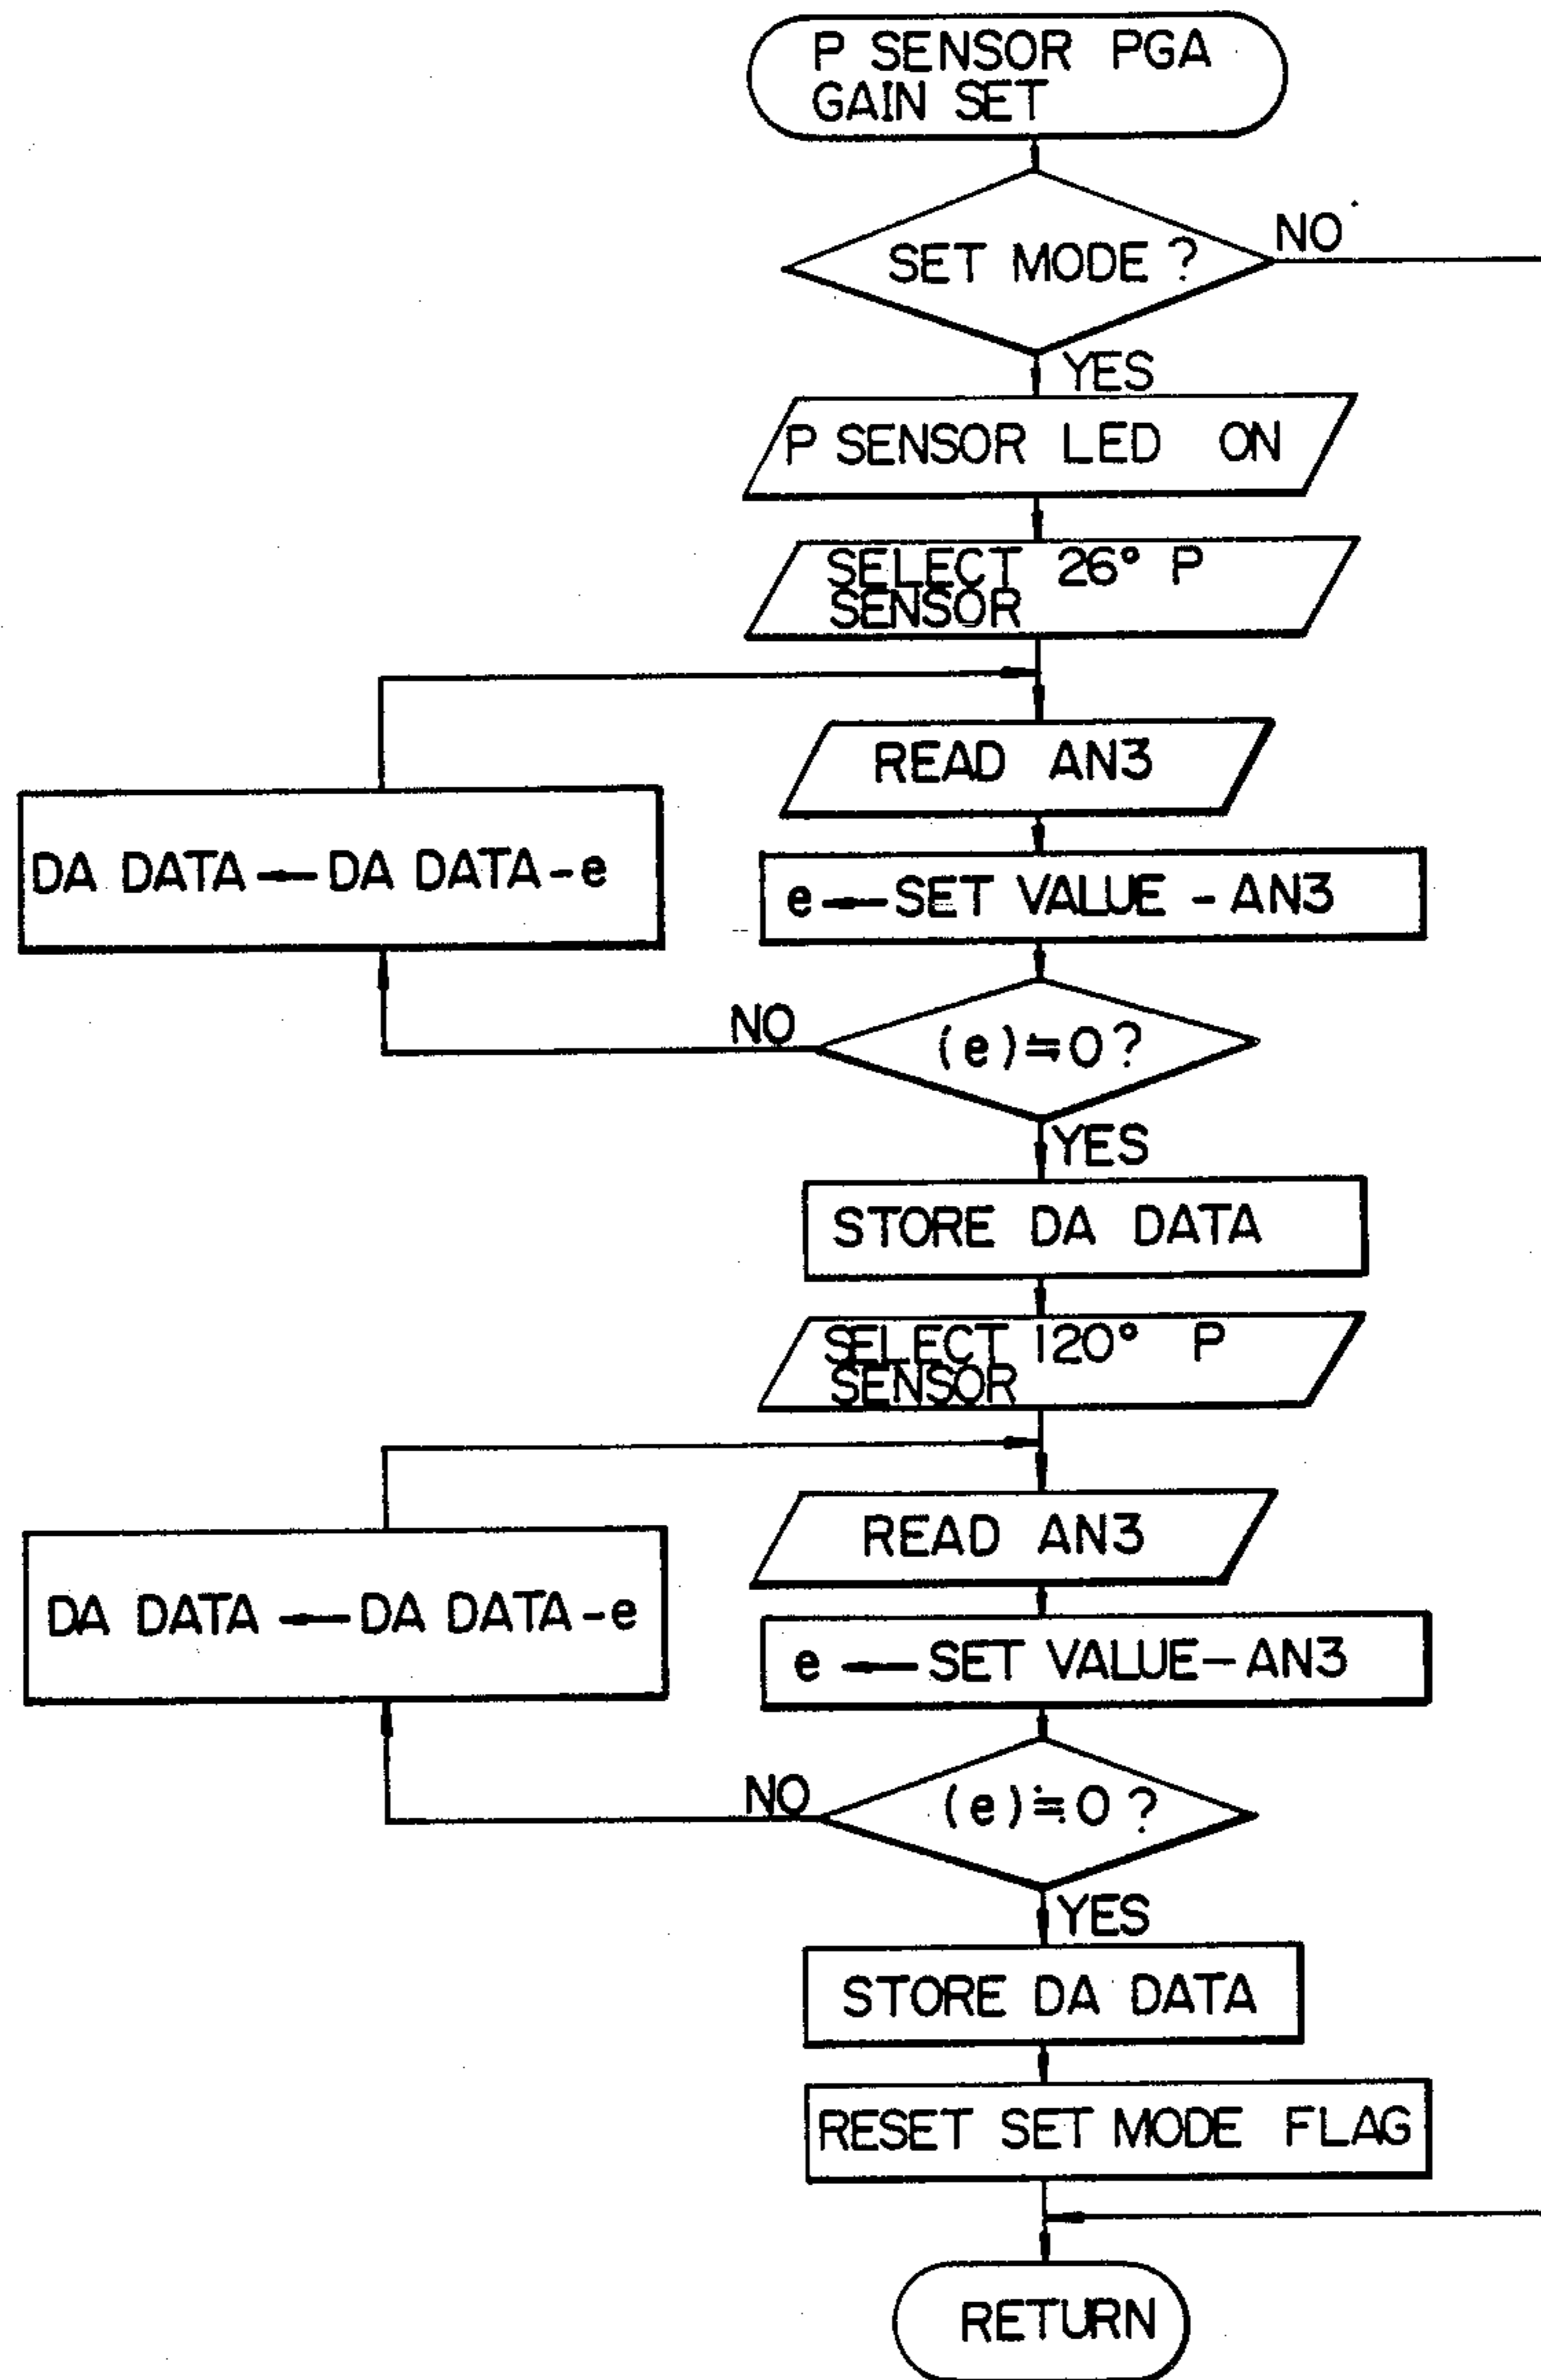 P SENSOR PGA
GAIN SET
SET MODE ?
NO
YES
P SENSOR LED ON
SELECT 26° P
SENSOR
READ AN3
DA DATA ← DA DATA - e
e ← SET VALUE - AN3
NO
(e) ≒ 0 ?
YES
STORE DA DATA
SELECT 120° P
SENSOR
READ AN3
DA DATA ← DA DATA - e
e ← SET VALUE - AN3
NO
(e) ≒ 0 ?
YES
STORE DA DATA
RESET SET MODE FLAG
RETURN